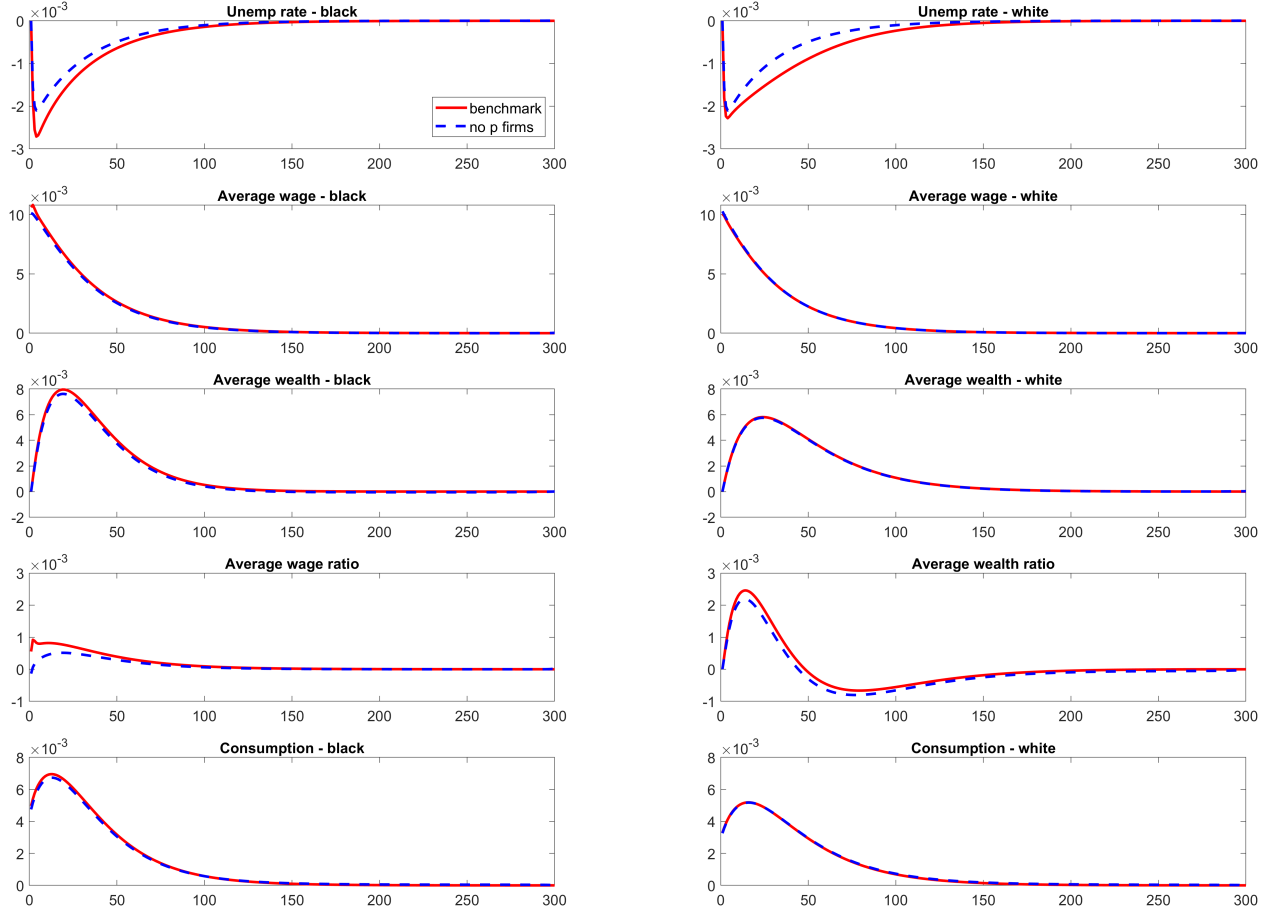 Unemp rate - black
×10-3
0
-1
-2
-3
benchmark
no p firms
0 50 100 150 200 250 300
Unemp rate - white
×10-3
0
-1
-2
-3
0 50 100 150 200 250 300
Average wage - black
×10-3
10
5
0
0 50 100 150 200 250 300
Average wage - white
×10-3
10
5
0
0 50 100 150 200 250 300
Average wealth - black
×10-3
8
6
4
2
0
-2
0 50 100 150 200 250 300
Average wealth - white
×10-3
8
6
4
2
0
-2
0 50 100 150 200 250 300
Average wage ratio
×10-3
3
2
1
0
-1
0 50 100 150 200 250 300
Average wealth ratio
×10-3
3
2
1
0
-1
0 50 100 150 200 250 300
Consumption - black
×10-3
8
6
4
2
0
0 50 100 150 200 250 300
Consumption - white
×10-3
8
6
4
2
0
0 50 100 150 200 250 300